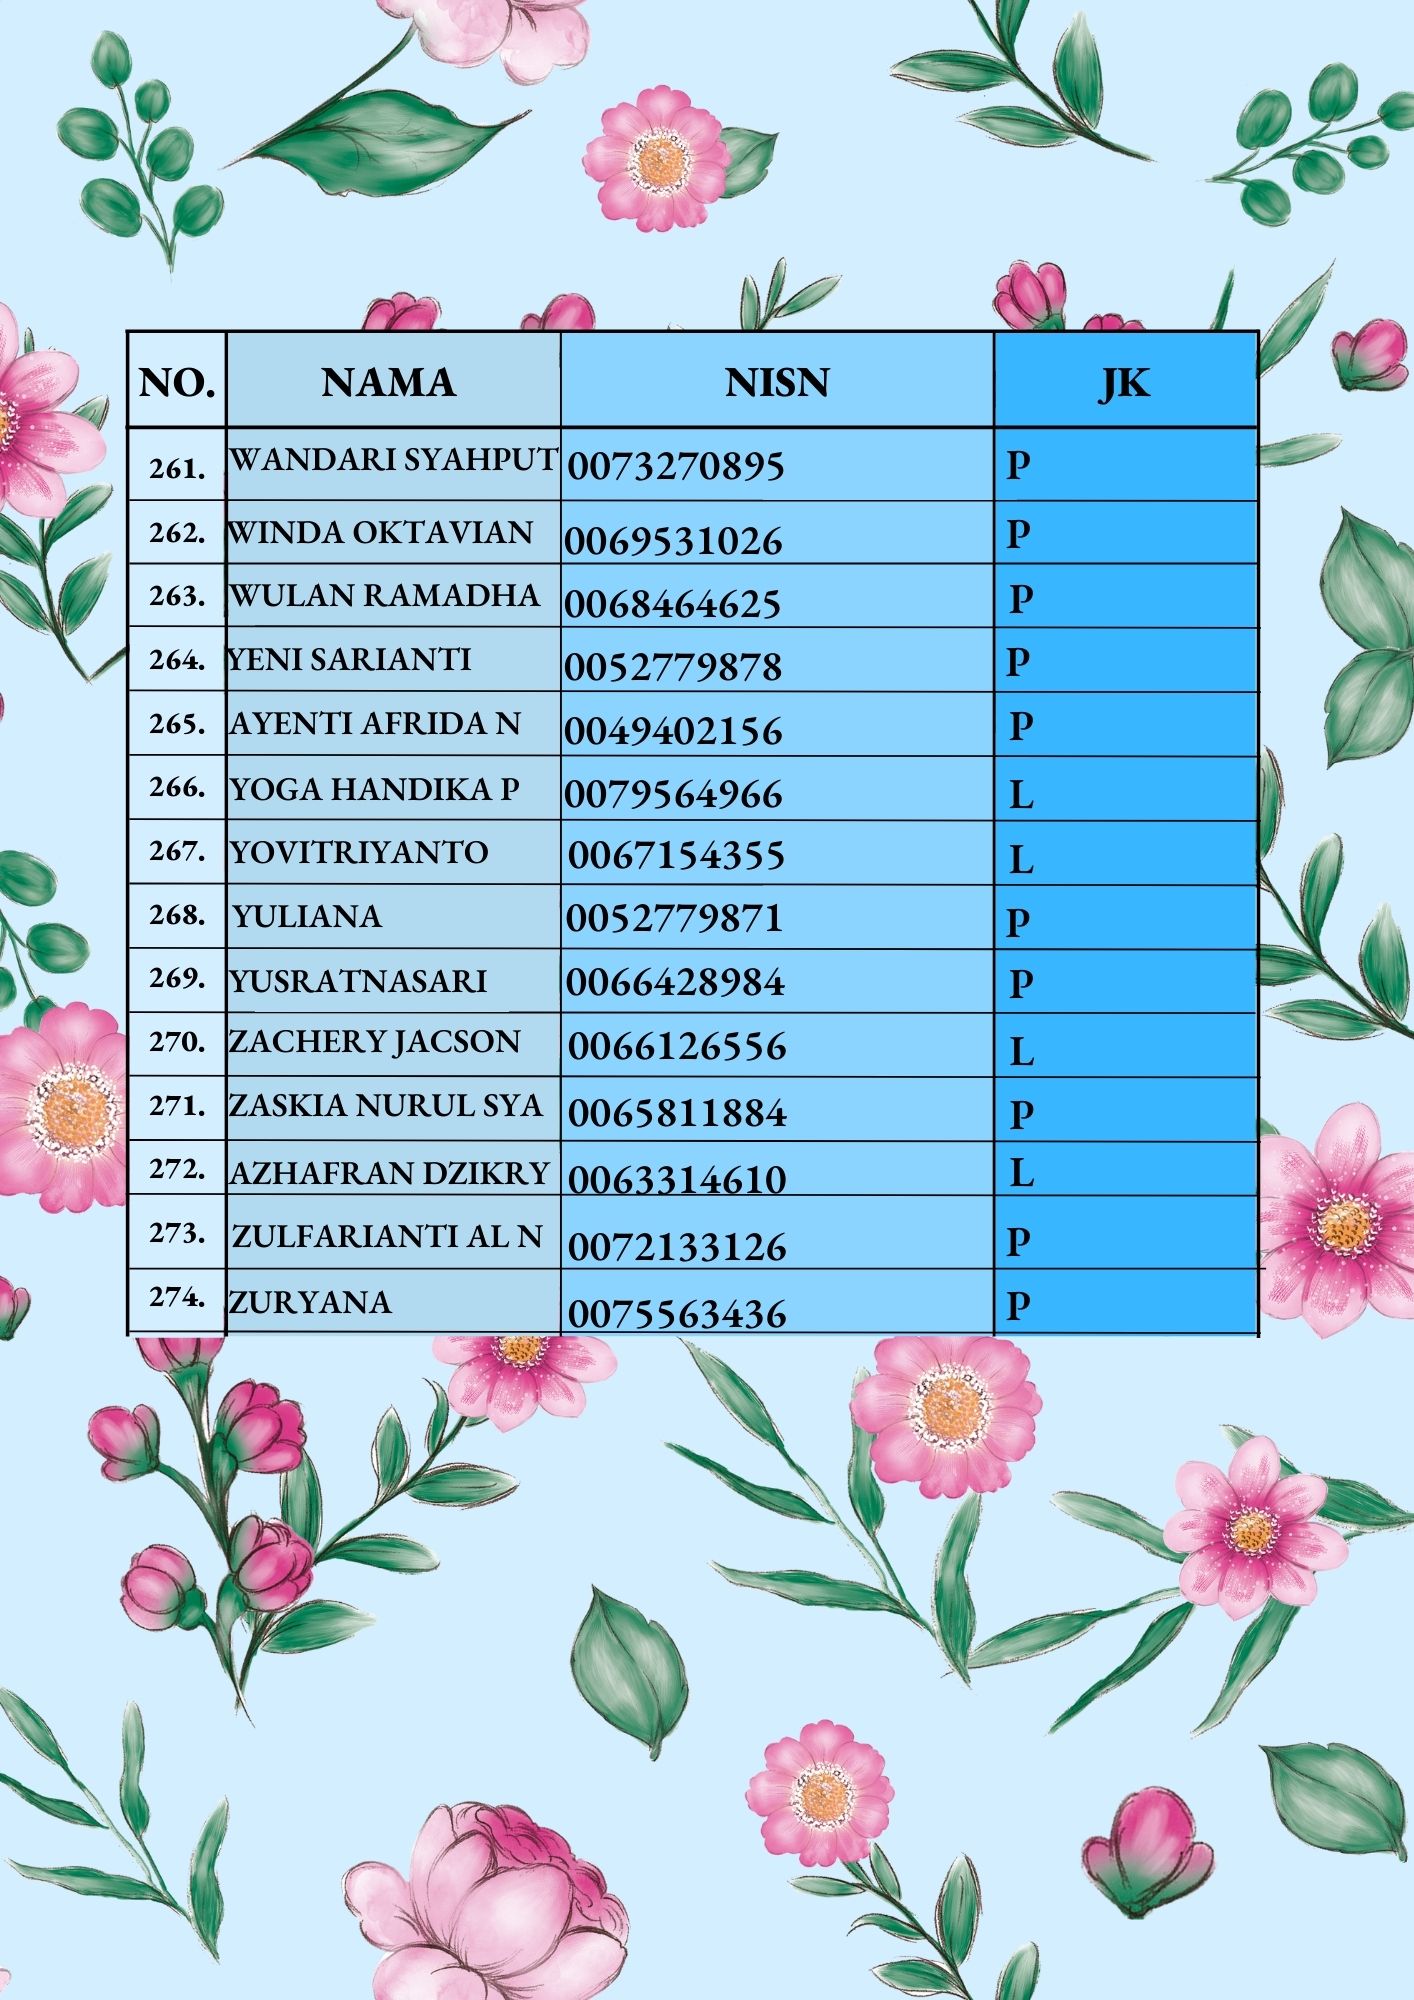 NO. NAMA NISN JK
261. WANDARI SYAHPUT 0073270895 P
262. WINDA OKTAVIAN 0069531026 P
263. WULAN RAMADHA 0068464625 P
264. YENI SARIANTI 0052779878 P
265. AYENTI AFRIDA N 0049402156 P
266. YOGA HANDIKA P 0079564966 L
267. YOVITRIYANTO 0067154355 L
268. YULIANA 0052779871 P
269. YUSRATNASARI 0066428984 P
270. ZACHERY JACSON 0066126556 L
271. ZASKIA NURUL SYA 0065811884 P
272. AZHAFRAN DZIKRY 0063314610 L
273. ZULFARIANTI AL N 0072133126 P
274. ZURYANA 0075563436 P